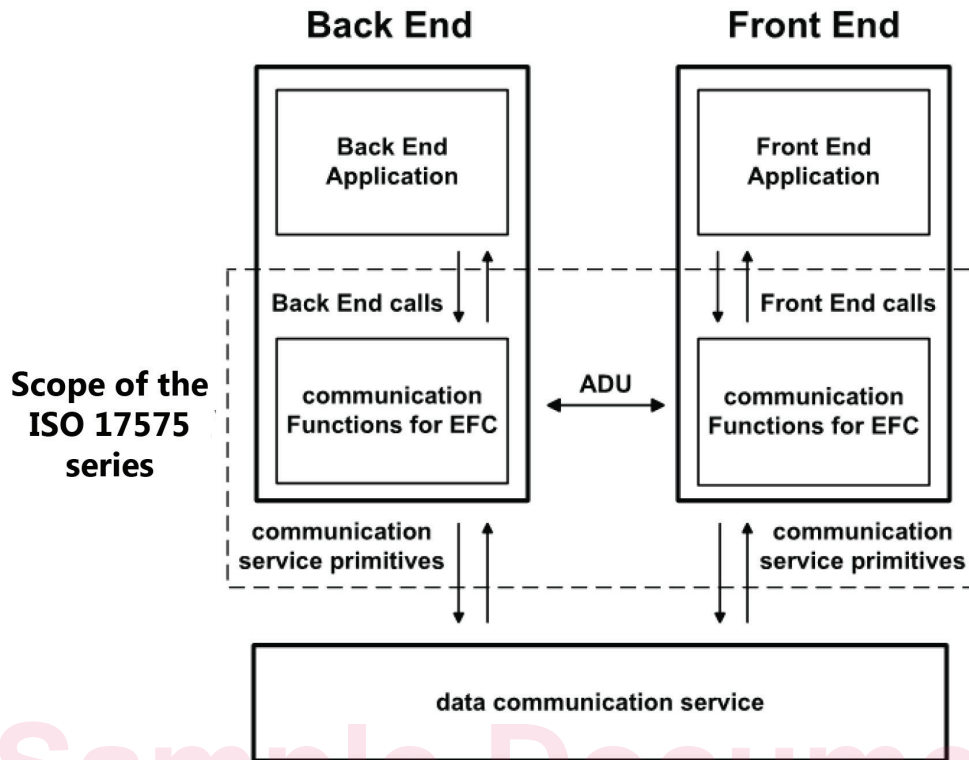 Back End
Front End
Back End
Application
Front End
Application
Back End calls
Front End calls
Scope of the
ISO 17575
series
communication
Functions for EFC
ADU
communication
Functions for EFC
communication
service primitives
communication
service primitives
data communication service